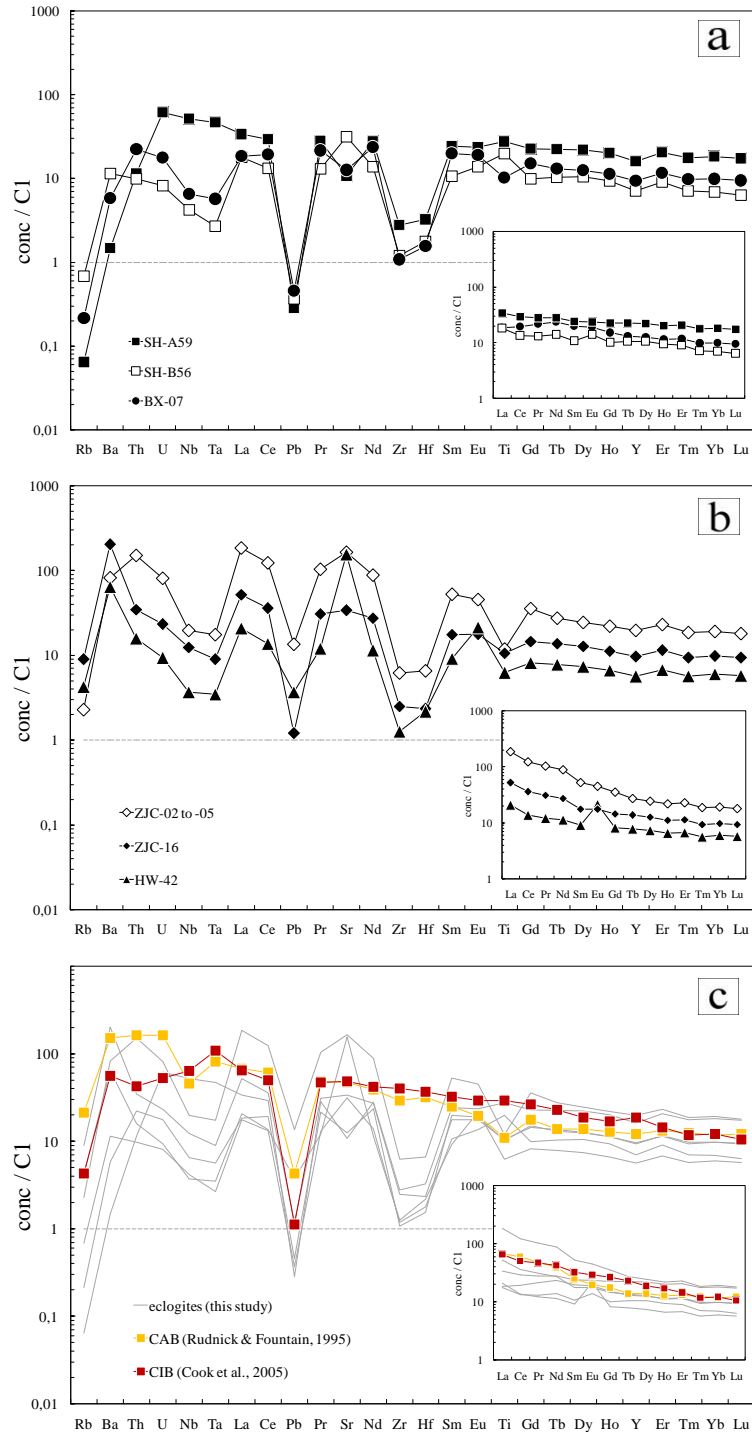 a
1000
100
10
1
0,1
0,01
conc / C1
SH-A59
SH-B56
BX-07
Rb Ba Th U Nb Ta La Ce Pb Pr Sr Nd Zr Hf Sm Eu Ti Gd Tb Dy Ho Y Er Tm Yb Lu
1000
100
10
1
conc / C1
La Ce Pr Nd Sm Eu Gd Tb Dy Ho Er Tm Yb Lu
b
1000
100
10
1
0,1
0,01
conc / C1
ZJC-02 to -05
ZJC-16
HW-42
Rb Ba Th U Nb Ta La Ce Pb Pr Sr Nd Zr Hf Sm Eu Ti Gd Tb Dy Ho Y Er Tm Yb Lu
1000
100
10
1
conc / C1
La Ce Pr Nd Sm Eu Gd Tb Dy Ho Er Tm Yb Lu
c
1000
100
10
1
0,1
0,01
conc / C1
eclogites (this study)
CAB (Rudnick & Fountain, 1995)
CIB (Cook et al., 2005)
Rb Ba Th U Nb Ta La Ce Pb Pr Sr Nd Zr Hf Sm Eu Ti Gd Tb Dy Ho Y Er Tm Yb Lu
1000
100
10
1
conc / C1
La Ce Pr Nd Sm Eu Gd Tb Dy Ho Er Tm Yb Lu